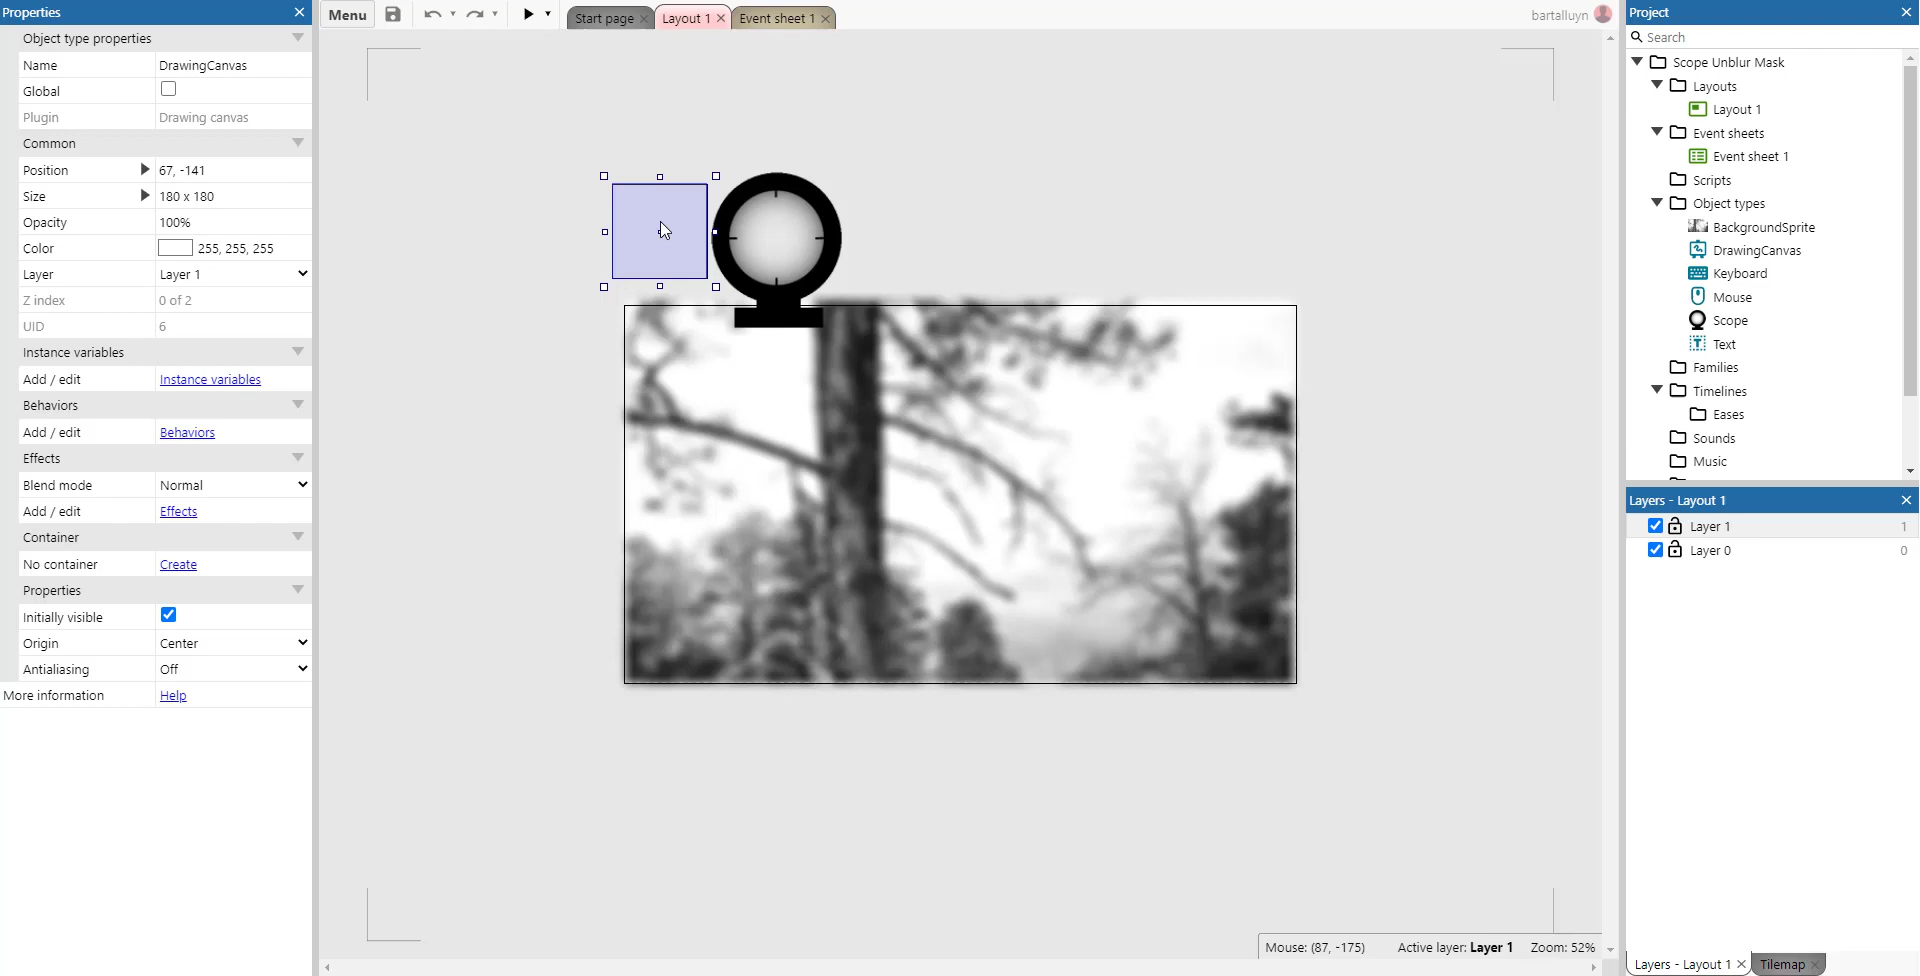 Properties
Object type properties
Name DrawingCanvas
Global
Plugin Drawing canvas
Common
Position 67, -141
Size 180 x 180
Opacity 100%
Color 255, 255, 255
Layer Layer 1
Z index 0 of 2
UID 6
Instance variables
Add / edit Instance variables
Behaviors
Add / edit Behaviors
Effects
Blend mode Normal
Add / edit Effects
Container
No container Create
Properties
Initially visible
Origin Center
Antialiasing Off
More information Help
Menu
Start page
Layout 1
Event sheet 1
bartalluyn
Mouse: (87, -175) Active layer: Layer 1 Zoom: 52%
Project
Search
Scope Unblur Mask
Layouts
Layout 1
Event sheets
Event sheet 1
Scripts
Object types
BackgroundSprite
DrawingCanvas
Keyboard
Mouse
Scope
Text
Families
Timelines
Eases
Sounds
Music
Layers - Layout 1
Layer 1 1
Layer 0 0
Layers - Layout 1 Tilemap